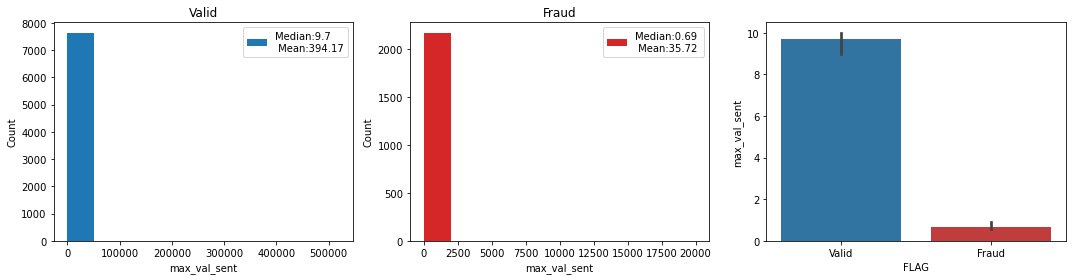 Valid
8000
7000
6000
5000
4000
3000
2000
1000
0
Count
Median:9.7
Mean:394.17
0 100000 200000 300000 400000 500000
max_val_sent
Fraud
2000
1500
1000
500
0
Count
Median:0.69
Mean:35.72
0 2500 5000 7500 10000 12500 15000 17500 20000
max_val_sent
10
8
6
4
2
0
max_val_sent
Valid Fraud
FLAG